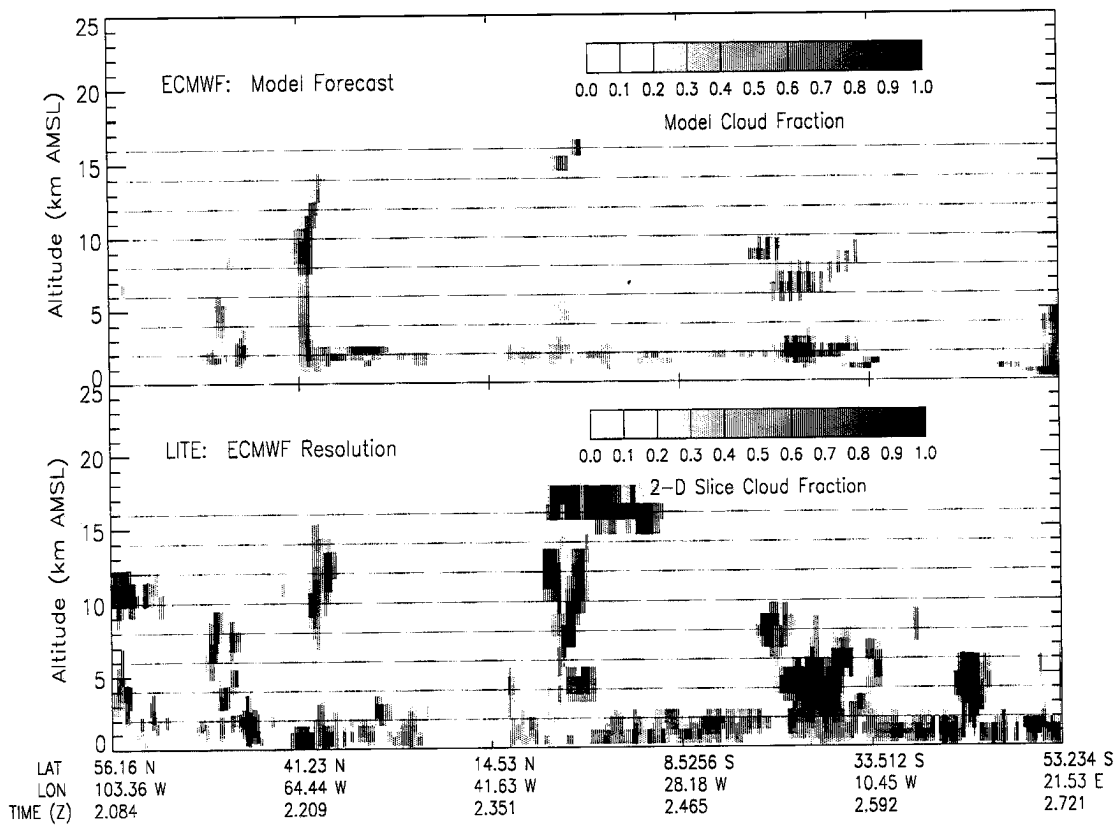 25
20
15
10
5
0
Altitude (km AMSL)
ECMWF: Model Forecast
0.0 0.1 0.2 0.3 0.4 0.5 0.6 0.7 0.8 0.9 1.0
Model Cloud Fraction
25
20
15
10
5
0
Altitude (km AMSL)
LITE: ECMWF Resolution
0.0 0.1 0.2 0.3 0.4 0.5 0.6 0.7 0.8 0.9 1.0
2-D Slice Cloud Fraction
LAT 56.16 N 41.23 N 14.53 N 8.5256 S 33.512 S 53.234 S
LON 103.36 W 64.44 W 41.63 W 28.18 W 10.45 W 21.53 E
TIME (Z) 2.084 2.209 2.351 2.465 2.592 2.721